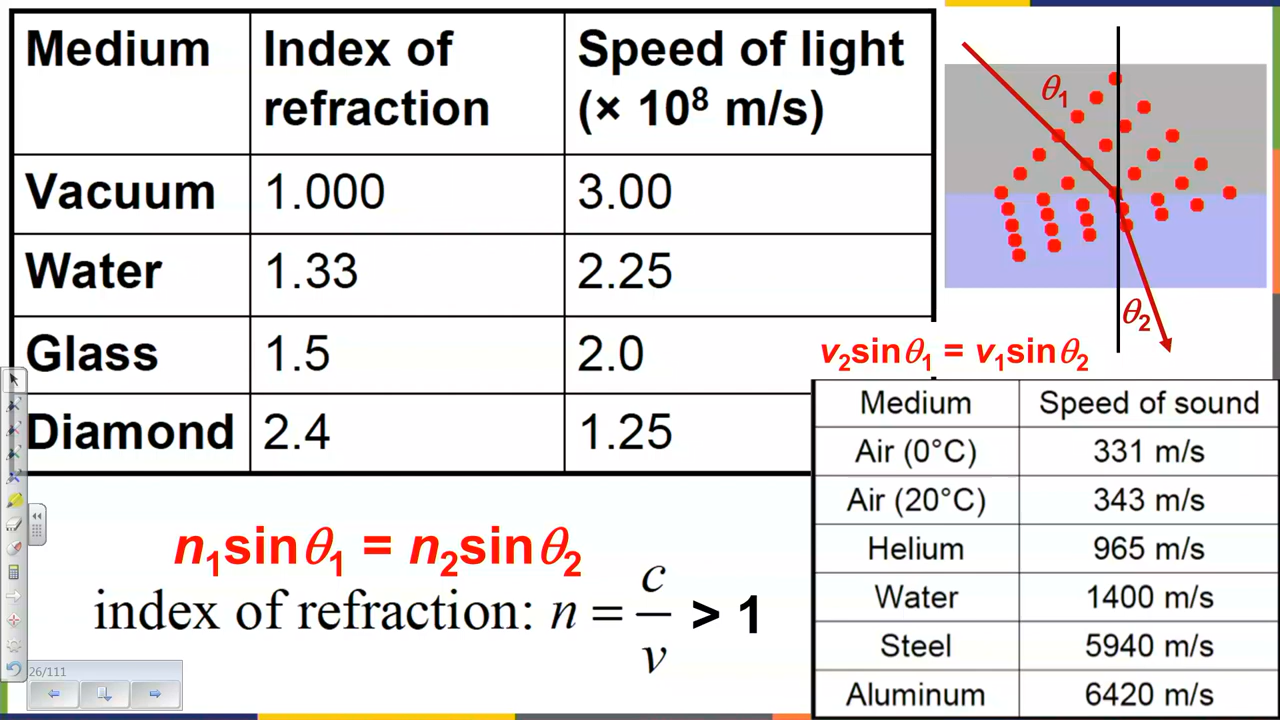 Medium Index of refraction Speed of light (× 10⁸ m/s)
Vacuum 1.000 3.00
Water 1.33 2.25
Glass 1.5 2.0
Diamond 2.4 1.25
θ₁
θ₂
v₂sinθ₁ = v₁sinθ₂
Medium Speed of sound
Air (0°C) 331 m/s
Air (20°C) 343 m/s
Helium 965 m/s
Water 1400 m/s
Steel 5940 m/s
Aluminum 6420 m/s
n₁sinθ₁ = n₂sinθ₂
index of refraction: n = c/v > 1
26/111